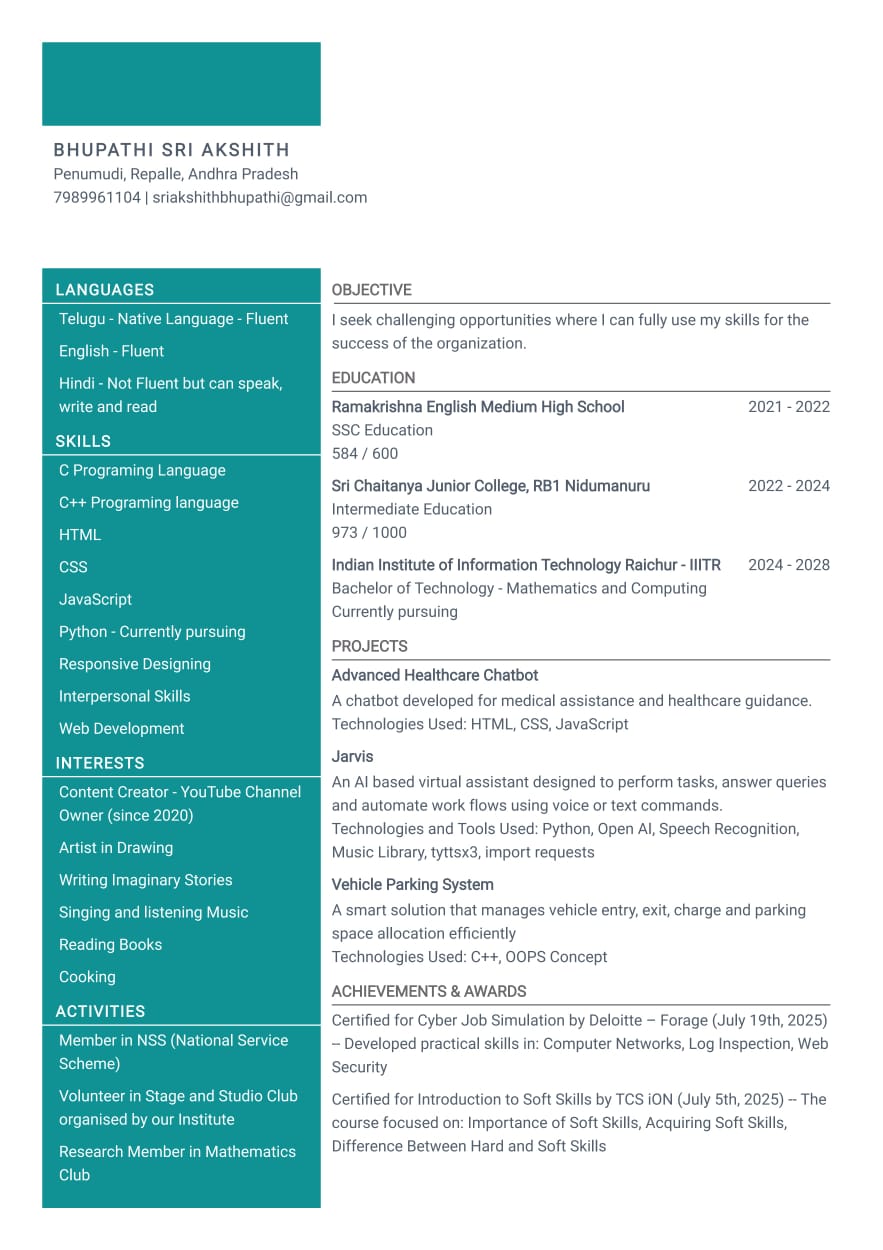 BHUPATHI SRI AKSHITH
Penumudi, Repalle, Andhra Pradesh
7989961104 | sriakshithbhupathi@gmail.com
LANGUAGES
Telugu - Native Language - Fluent
English - Fluent
Hindi - Not Fluent but can speak,
write and read
SKILLS
C Programing Language
C++ Programing language
HTML
CSS
JavaScript
Python - Currently pursuing
Responsive Designing
Interpersonal Skills
Web Development
INTERESTS
Content Creator - YouTube Channel
Owner (since 2020)
Artist in Drawing
Writing Imaginary Stories
Singing and listening Music
Reading Books
Cooking
ACTIVITIES
Member in NSS (National Service
Scheme)
Volunteer in Stage and Studio Club
organised by our Institute
Research Member in Mathematics
Club
OBJECTIVE
I seek challenging opportunities where I can fully use my skills for the
success of the organization.
EDUCATION
Ramakrishna English Medium High School 2021 - 2022
SSC Education
584 / 600
Sri Chaitanya Junior College, RB1 Nidumanuru 2022 - 2024
Intermediate Education
973 / 1000
Indian Institute of Information Technology Raichur - IIITR 2024 - 2028
Bachelor of Technology - Mathematics and Computing
Currently pursuing
PROJECTS
Advanced Healthcare Chatbot
A chatbot developed for medical assistance and healthcare guidance.
Technologies Used: HTML, CSS, JavaScript
Jarvis
An AI based virtual assistant designed to perform tasks, answer queries
and automate work flows using voice or text commands.
Technologies and Tools Used: Python, Open AI, Speech Recognition,
Music Library, tyttsx3, import requests
Vehicle Parking System
A smart solution that manages vehicle entry, exit, charge and parking
space allocation efficiently
Technologies Used: C++, OOPS Concept
ACHIEVEMENTS & AWARDS
Certified for Cyber Job Simulation by Deloitte – Forage (July 19th, 2025)
-- Developed practical skills in: Computer Networks, Log Inspection, Web
Security
Certified for Introduction to Soft Skills by TCS iON (July 5th, 2025) -- The
course focused on: Importance of Soft Skills, Acquiring Soft Skills,
Difference Between Hard and Soft Skills